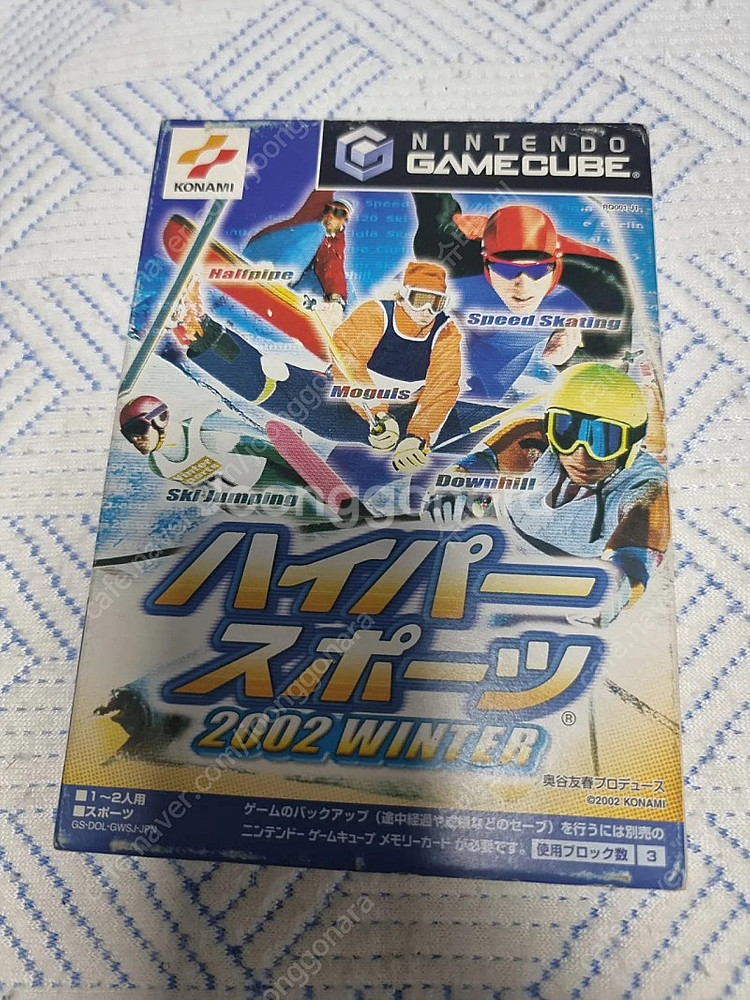 KONAMI
NINTENDO
GAMECUBE
Halfpipe
Speed Skating
Moguls
Ski Jumping
Downhill
joonggonara
ハイパー
スポーツ®
2002 WINTER
奥谷友春プロデュース
©2002 KONAMI
■1〜2人用
■スポーツ
GS-DOL-GWSJ-JPN
ゲームのバックアップ（途中経過や成績などのセーブ）を行うには別売の
ニンテンドー ゲームキューブ メモリーカードが必要です。 使用ブロック数 3
cafe.naver.com/joonggonara